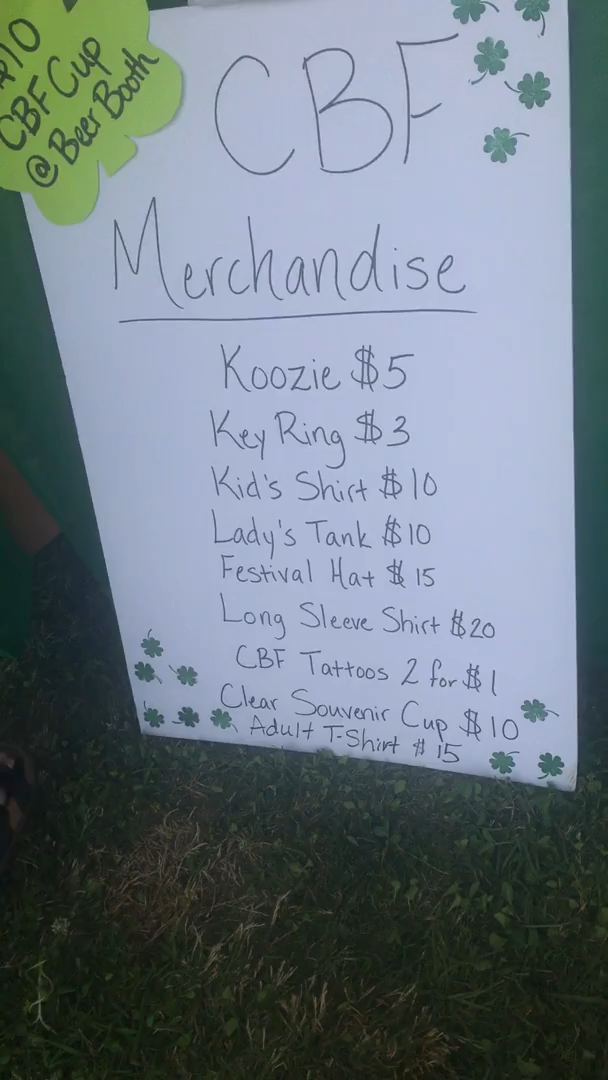 $10
CBF Cup
@ Beer Booth
CBF
Merchandise
Koozie $5
Key Ring $3
Kid's Shirt $10
Lady's Tank $10
Festival Hat $15
Long Sleeve Shirt $20
CBF Tattoos 2 for $1
Clear Souvenir Cup $10
Adult T-Shirt $15